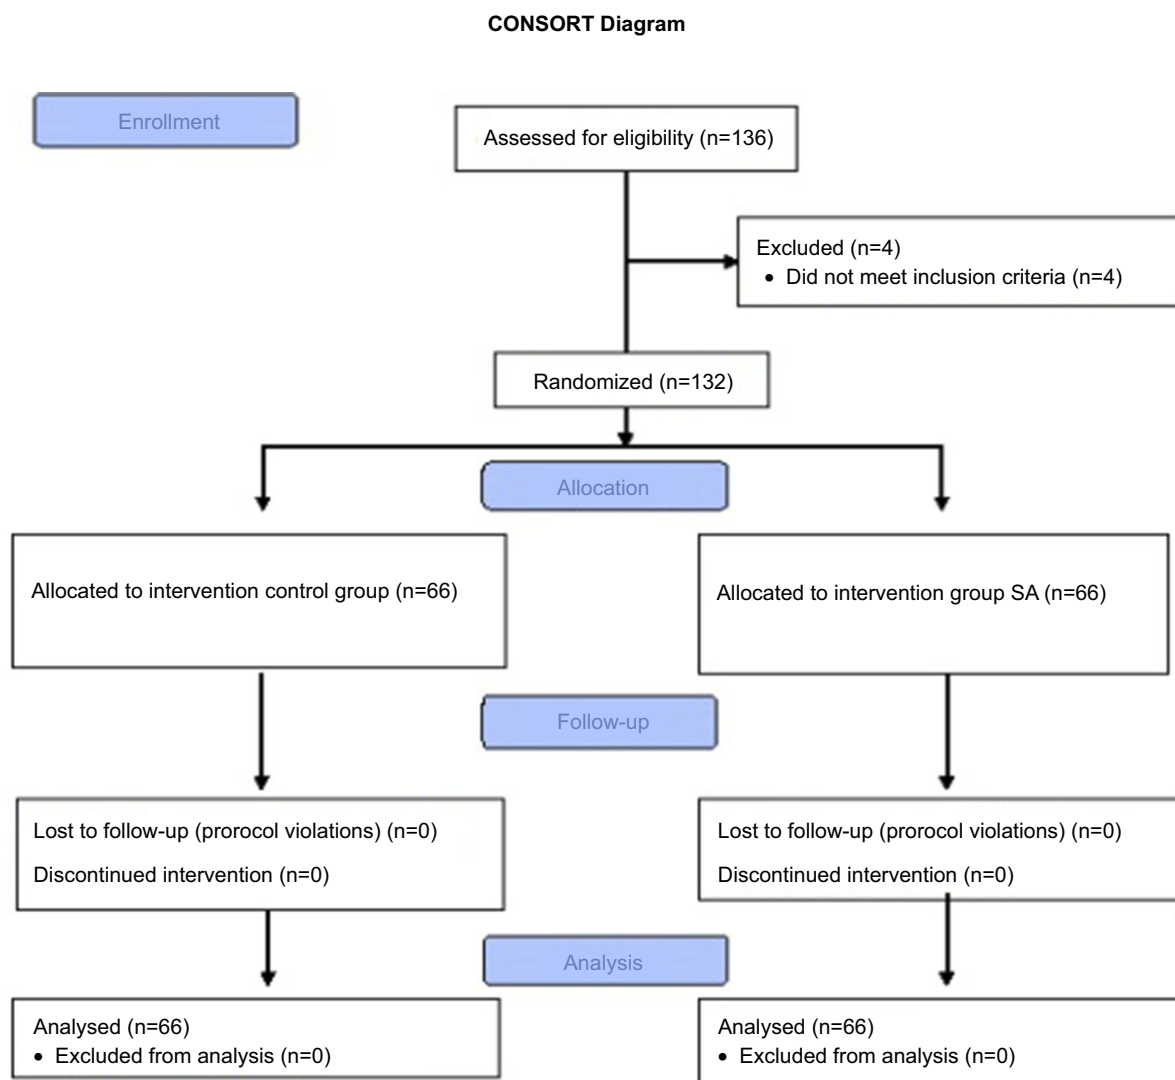 CONSORT Diagram
Enrollment
Assessed for eligibility (n=136)
Excluded (n=4)
• Did not meet inclusion criteria (n=4)
Randomized (n=132)
Allocation
Allocated to intervention control group (n=66)
Allocated to intervention group SA (n=66)
Follow-up
Lost to follow-up (prorocol violations) (n=0)
Discontinued intervention (n=0)
Lost to follow-up (prorocol violations) (n=0)
Discontinued intervention (n=0)
Analysis
Analysed (n=66)
• Excluded from analysis (n=0)
Analysed (n=66)
• Excluded from analysis (n=0)